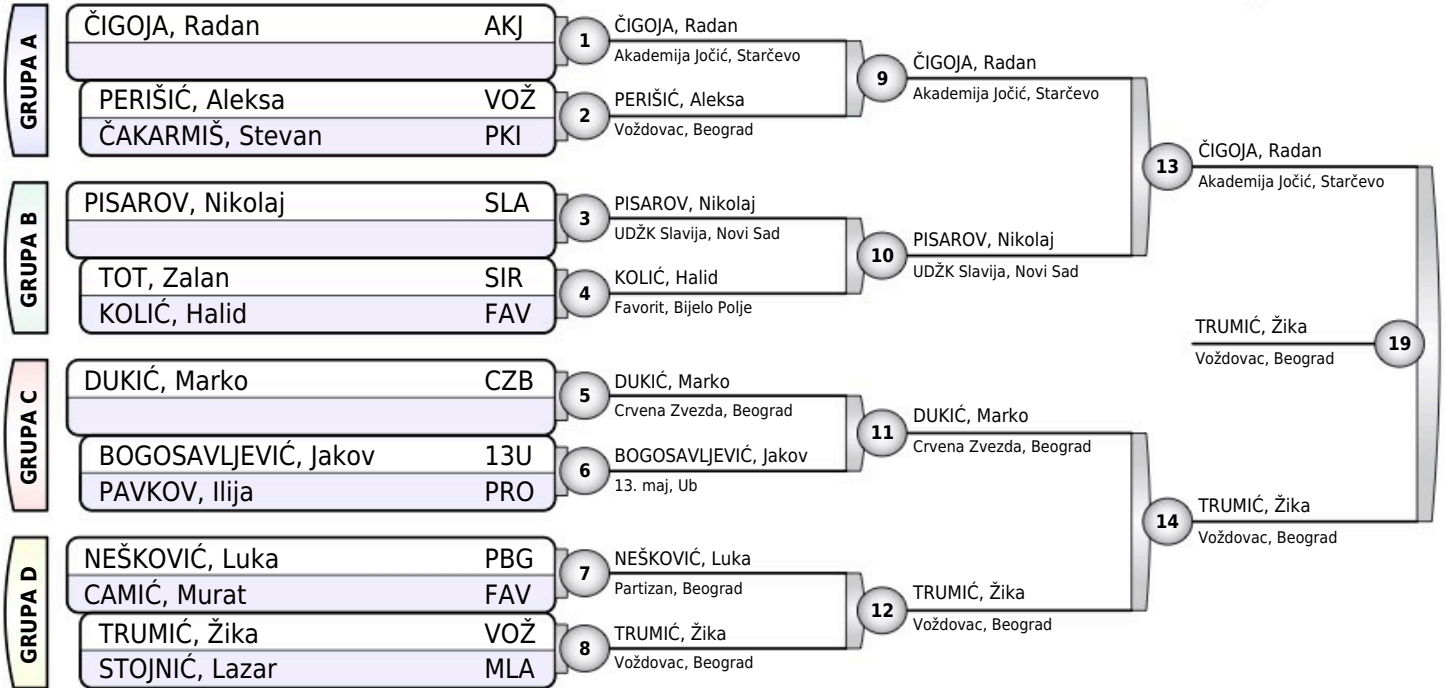 GRUPA A
ČIGOJA, Radan AKJ
PERIŠIĆ, Aleksa VOŽ
ČAKARMIŠ, Stevan PKI
GRUPA B
PISAROV, Nikolaj SLA
TOT, Zalan SIR
KOLIĆ, Halid FAV
GRUPA C
DUKIĆ, Marko CZB
BOGOSAVLJEVIĆ, Jakov 13U
PAVKOV, Ilija PRO
GRUPA D
NEŠKOVIĆ, Luka PBG
CAMIĆ, Murat FAV
TRUMIĆ, Žika VOŽ
STOJNIĆ, Lazar MLA
1
ČIGOJA, Radan
Akademija Jočić, Starčevo
2
PERIŠIĆ, Aleksa
Voždovac, Beograd
3
PISAROV, Nikolaj
UDŽK Slavija, Novi Sad
4
KOLIĆ, Halid
Favorit, Bijelo Polje
5
DUKIĆ, Marko
Crvena Zvezda, Beograd
6
BOGOSAVLJEVIĆ, Jakov
13. maj, Ub
7
NEŠKOVIĆ, Luka
Partizan, Beograd
8
TRUMIĆ, Žika
Voždovac, Beograd
9
ČIGOJA, Radan
Akademija Jočić, Starčevo
10
PISAROV, Nikolaj
UDŽK Slavija, Novi Sad
11
DUKIĆ, Marko
Crvena Zvezda, Beograd
12
TRUMIĆ, Žika
Voždovac, Beograd
13
ČIGOJA, Radan
Akademija Jočić, Starčevo
14
TRUMIĆ, Žika
Voždovac, Beograd
TRUMIĆ, Žika
Voždovac, Beograd
19